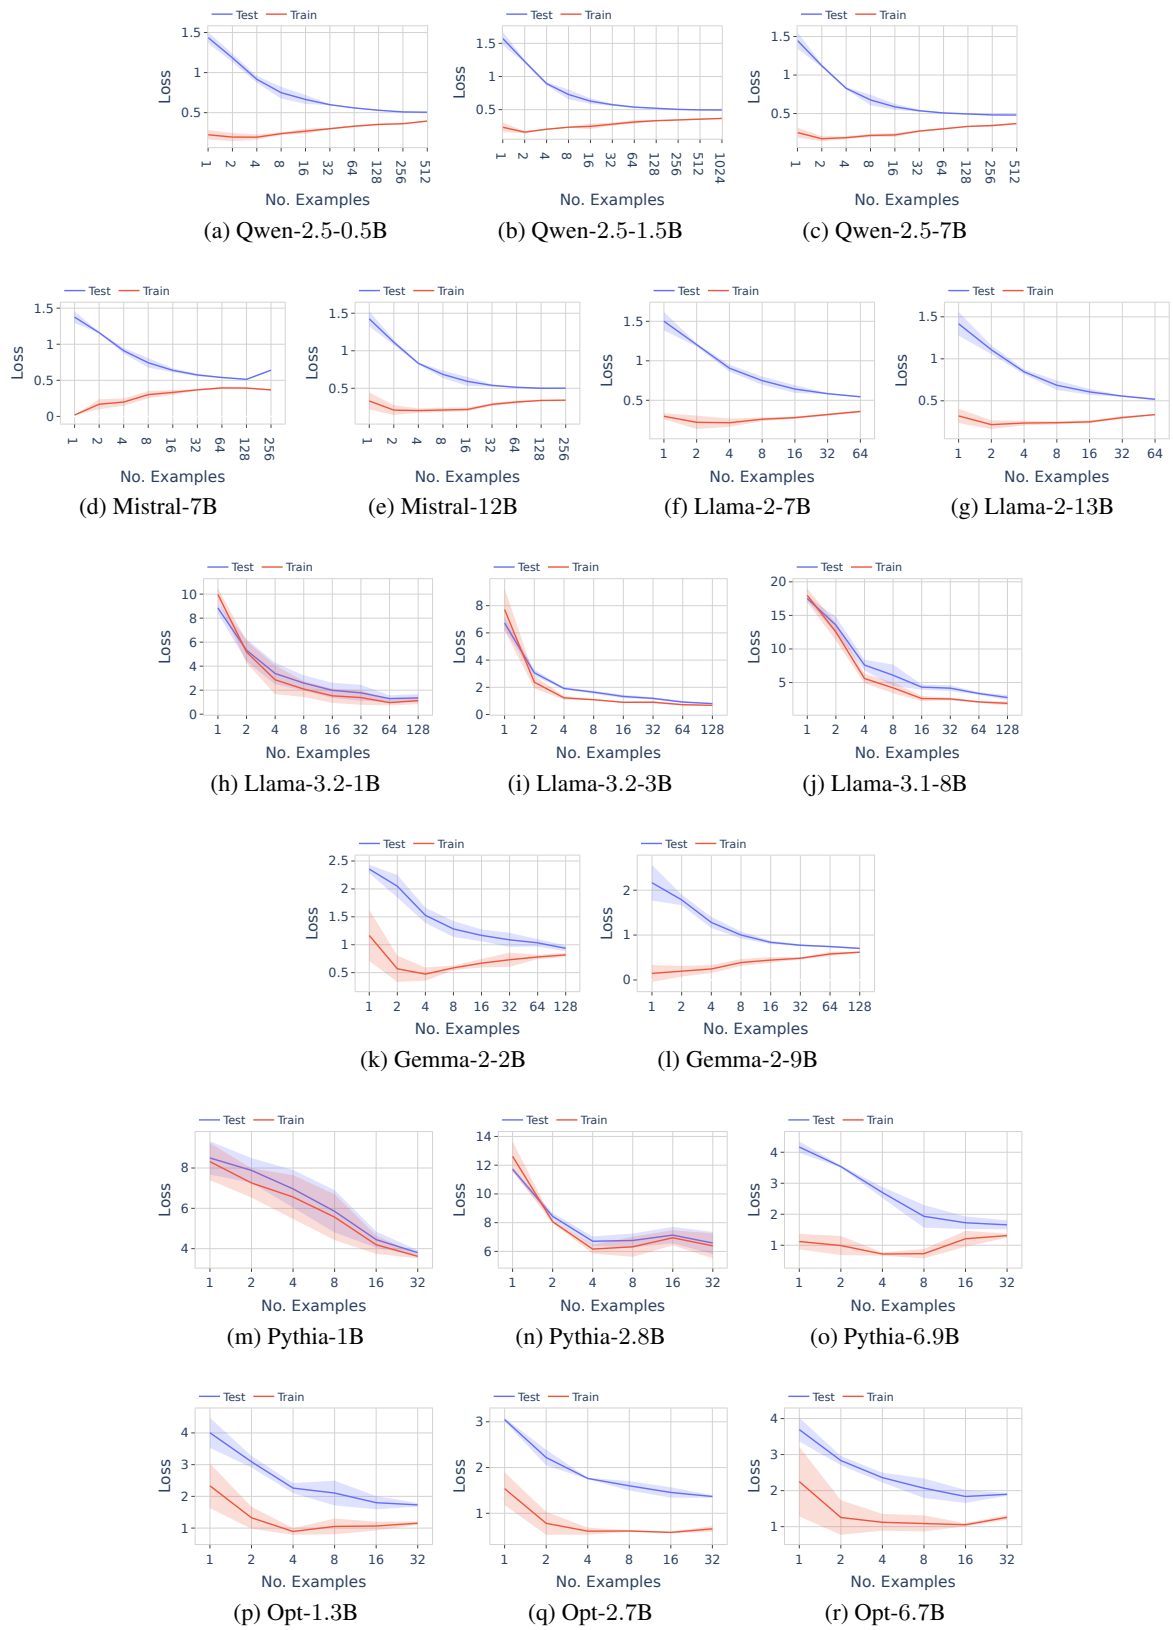 Test Train
Loss
1.5
1
0.5
1 2 4 8 16 32 64 128 256 512
No. Examples
(a) Qwen-2.5-0.5B
Test Train
Loss
1.5
1
0.5
1 2 4 8 16 32 64 128 256 512 1024
No. Examples
(b) Qwen-2.5-1.5B
Test Train
Loss
1.5
1
0.5
1 2 4 8 16 32 64 128 256 512
No. Examples
(c) Qwen-2.5-7B
Test Train
Loss
1.5
1
0.5
0
1 2 4 8 16 32 64 128 256
No. Examples
(d) Mistral-7B
Test Train
Loss
1.5
1
0.5
1 2 4 8 16 32 64 128 256
No. Examples
(e) Mistral-12B
Test Train
Loss
1.5
1
0.5
1 2 4 8 16 32 64
No. Examples
(f) Llama-2-7B
Test Train
Loss
1.5
1
0.5
1 2 4 8 16 32 64
No. Examples
(g) Llama-2-13B
Test Train
Loss
10
8
6
4
2
0
1 2 4 8 16 32 64 128
No. Examples
(h) Llama-3.2-1B
Test Train
Loss
8
6
4
2
0
1 2 4 8 16 32 64 128
No. Examples
(i) Llama-3.2-3B
Test Train
Loss
20
15
10
5
1 2 4 8 16 32 64 128
No. Examples
(j) Llama-3.1-8B
Test Train
Loss
2.5
2
1.5
1
0.5
1 2 4 8 16 32 64 128
No. Examples
(k) Gemma-2-2B
Test Train
Loss
2
1
0
1 2 4 8 16 32 64 128
No. Examples
(l) Gemma-2-9B
Test Train
Loss
8
6
4
1 2 4 8 16 32
No. Examples
(m) Pythia-1B
Test Train
Loss
14
12
10
8
6
1 2 4 8 16 32
No. Examples
(n) Pythia-2.8B
Test Train
Loss
4
3
2
1
1 2 4 8 16 32
No. Examples
(o) Pythia-6.9B
Test Train
Loss
4
3
2
1
1 2 4 8 16 32
No. Examples
(p) Opt-1.3B
Test Train
Loss
3
2
1
1 2 4 8 16 32
No. Examples
(q) Opt-2.7B
Test Train
Loss
4
3
2
1
1 2 4 8 16 32
No. Examples
(r) Opt-6.7B